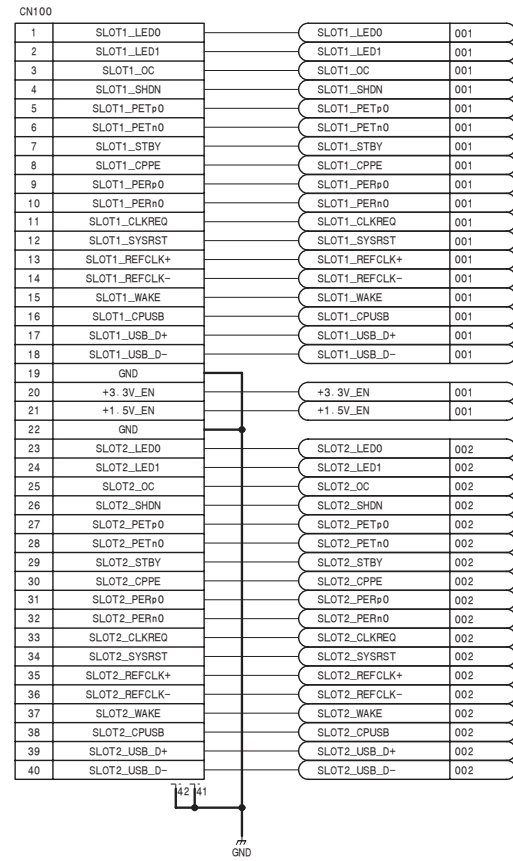 CN100
1 SLOT1_LED0 SLOT1_LED0 001
2 SLOT1_LED1 SLOT1_LED1 001
3 SLOT1_OC SLOT1_OC 001
4 SLOT1_SHDN SLOT1_SHDN 001
5 SLOT1_PETp0 SLOT1_PETp0 001
6 SLOT1_PETn0 SLOT1_PETn0 001
7 SLOT1_STBY SLOT1_STBY 001
8 SLOT1_CPPE SLOT1_CPPE 001
9 SLOT1_PERp0 SLOT1_PERp0 001
10 SLOT1_PERn0 SLOT1_PERn0 001
11 SLOT1_CLKREQ SLOT1_CLKREQ 001
12 SLOT1_SYSRST SLOT1_SYSRST 001
13 SLOT1_REFCLK+ SLOT1_REFCLK+ 001
14 SLOT1_REFCLK- SLOT1_REFCLK- 001
15 SLOT1_WAKE SLOT1_WAKE 001
16 SLOT1_CPUSB SLOT1_CPUSB 001
17 SLOT1_USB_D+ SLOT1_USB_D+ 001
18 SLOT1_USB_D- SLOT1_USB_D- 001
19 GND
20 +3.3V_EN +3.3V_EN 001
21 +1.5V_EN +1.5V_EN 001
22 GND
23 SLOT2_LED0 SLOT2_LED0 002
24 SLOT2_LED1 SLOT2_LED1 002
25 SLOT2_OC SLOT2_OC 002
26 SLOT2_SHDN SLOT2_SHDN 002
27 SLOT2_PETp0 SLOT2_PETp0 002
28 SLOT2_PETn0 SLOT2_PETn0 002
29 SLOT2_STBY SLOT2_STBY 002
30 SLOT2_CPPE SLOT2_CPPE 002
31 SLOT2_PERp0 SLOT2_PERp0 002
32 SLOT2_PERn0 SLOT2_PERn0 002
33 SLOT2_CLKREQ SLOT2_CLKREQ 002
34 SLOT2_SYSRST SLOT2_SYSRST 002
35 SLOT2_REFCLK+ SLOT2_REFCLK+ 002
36 SLOT2_REFCLK- SLOT2_REFCLK- 002
37 SLOT2_WAKE SLOT2_WAKE 002
38 SLOT2_CPUSB SLOT2_CPUSB 002
39 SLOT2_USB_D+ SLOT2_USB_D+ 002
40 SLOT2_USB_D- SLOT2_USB_D- 002
42 41
GND